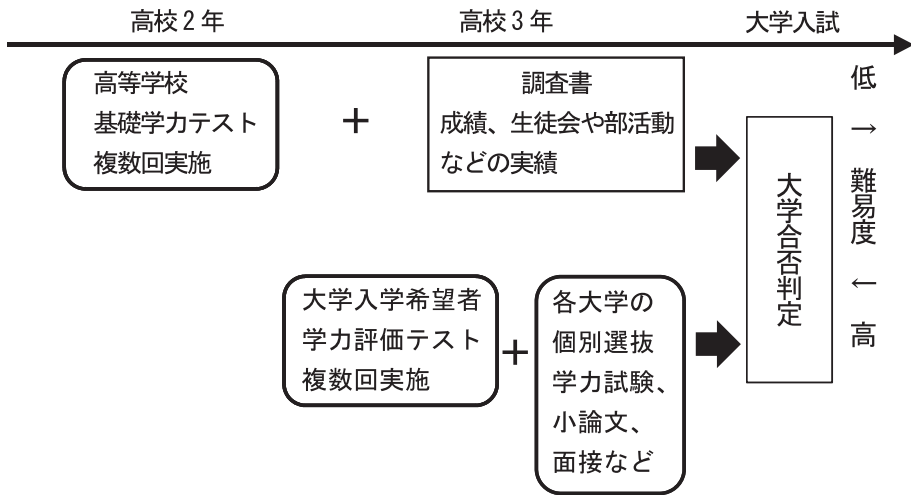 高校2年
高校3年
大学入試
高等学校
基礎学力テスト
複数回実施
+
調査書
成績、生徒会や部活動
などの実績
大学入学希望者
学力評価テスト
複数回実施
+
各大学の
個別選抜
学力試験、
小論文、
面接など
大学合否判定
低→難易度←高